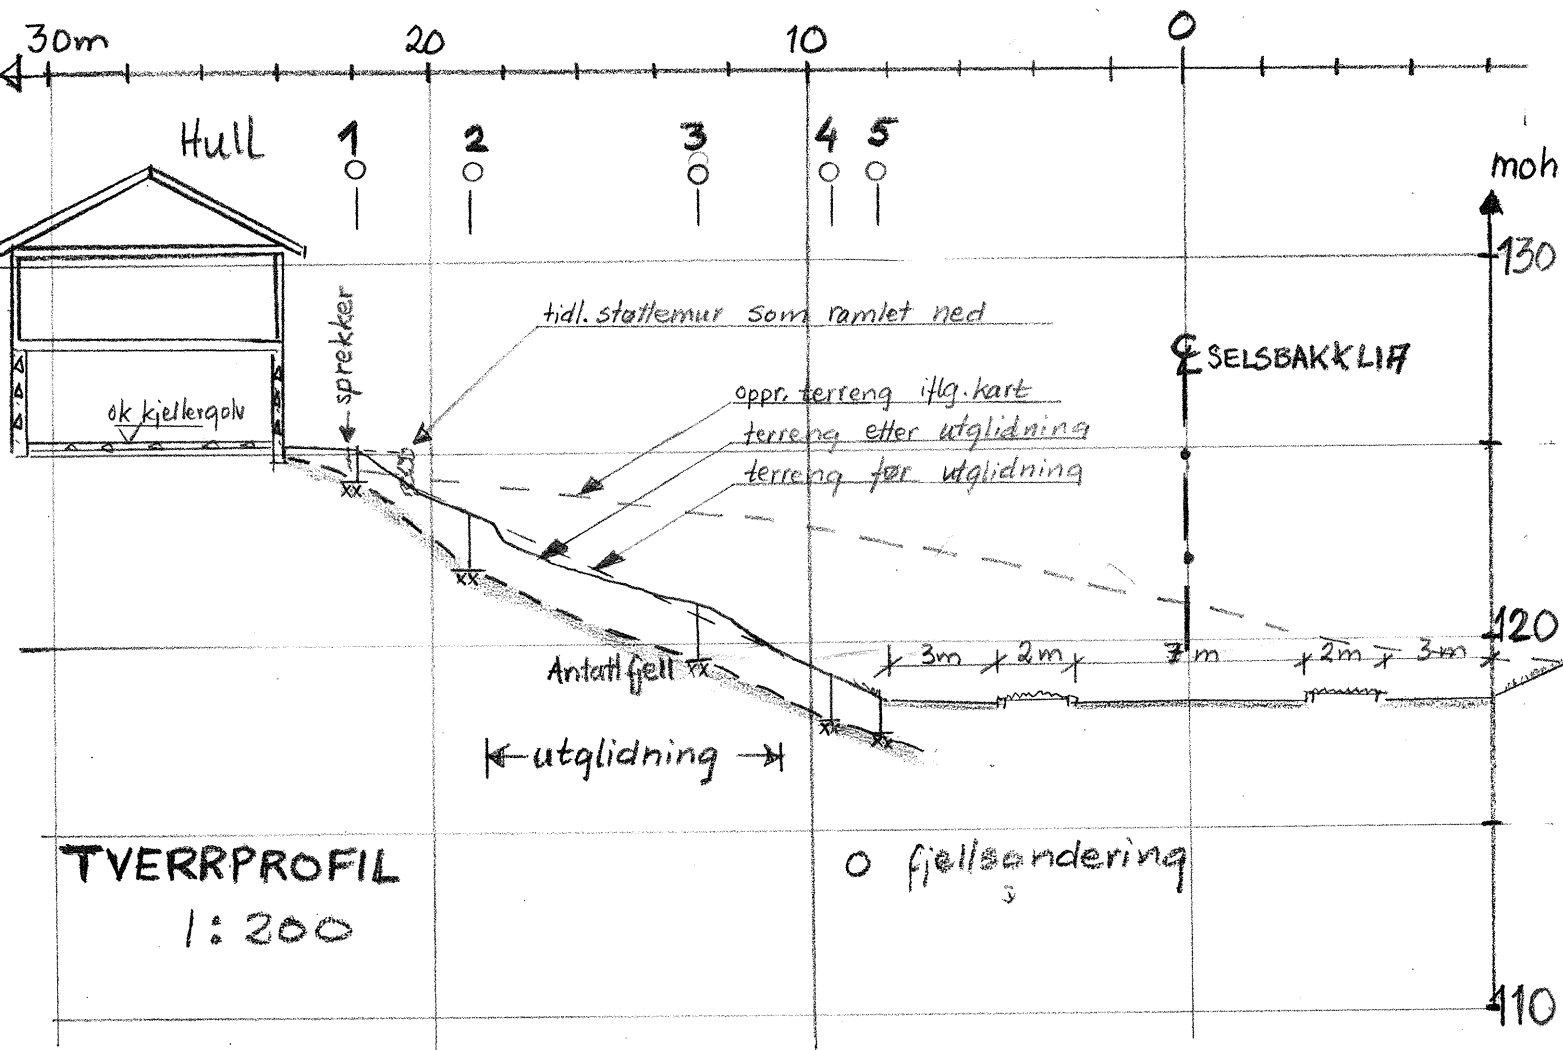 30m 20 10 0
Hull 1 2 3 4 5
moh
130
tidl. støttemur som ramlet ned
sprekker
℄ SELSBAKKLIA
oppr. terreng iflg. kart
ok kjellergolv
terreng etter utglidning
terreng før utglidning
120
3m 2m 7m 2m 3m
Antatt fjell
utglidning
TVERRPROFIL
1:200
O fjellsondering
110